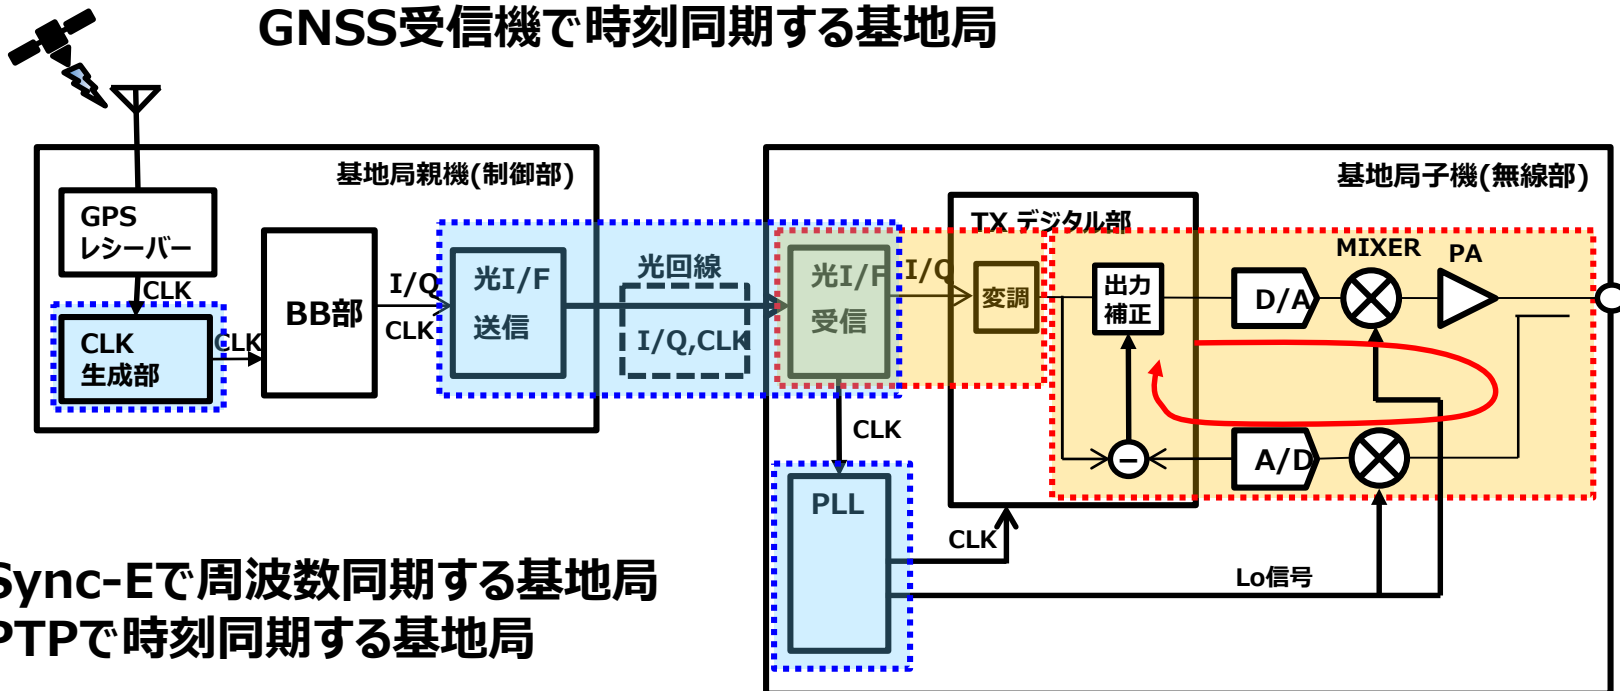 GNSS受信機で時刻同期する基地局
基地局親機(制御部)
GPS
レシーバー
CLK
CLK
生成部
CLK
BB部
I/Q
CLK
光I/F
送信
光回線
I/Q,CLK
基地局子機(無線部)
光I/F
受信
I/Q
TX デジタル部
変調
出力
補正
D/A
MIXER
PA
−
A/D
CLK
PLL
CLK
Lo信号
Sync-Eで周波数同期する基地局
PTPで時刻同期する基地局